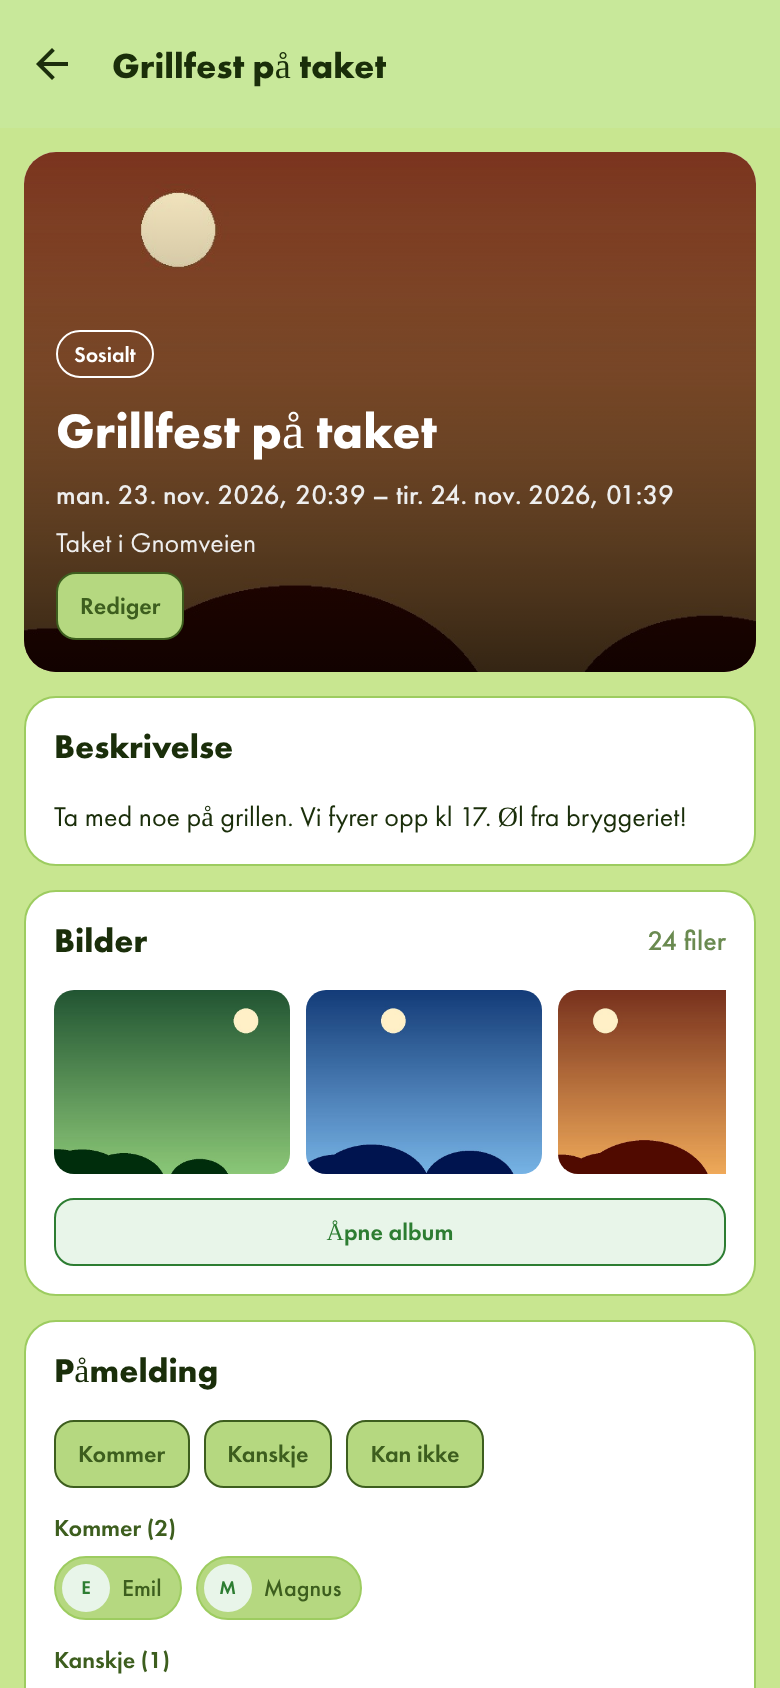 Grillfest på taket
Sosialt
Grillfest på taket
man. 23. nov. 2026, 20:39 – tir. 24. nov. 2026, 01:39
Taket i Gnomveien
Rediger
Beskrivelse
Ta med noe på grillen. Vi fyrer opp kl 17. Øl fra bryggeriet!
Bilder
24 filer
Åpne album
Påmelding
Kommer
Kanskje
Kan ikke
Kommer (2)
E Emil
M Magnus
Kanskje (1)